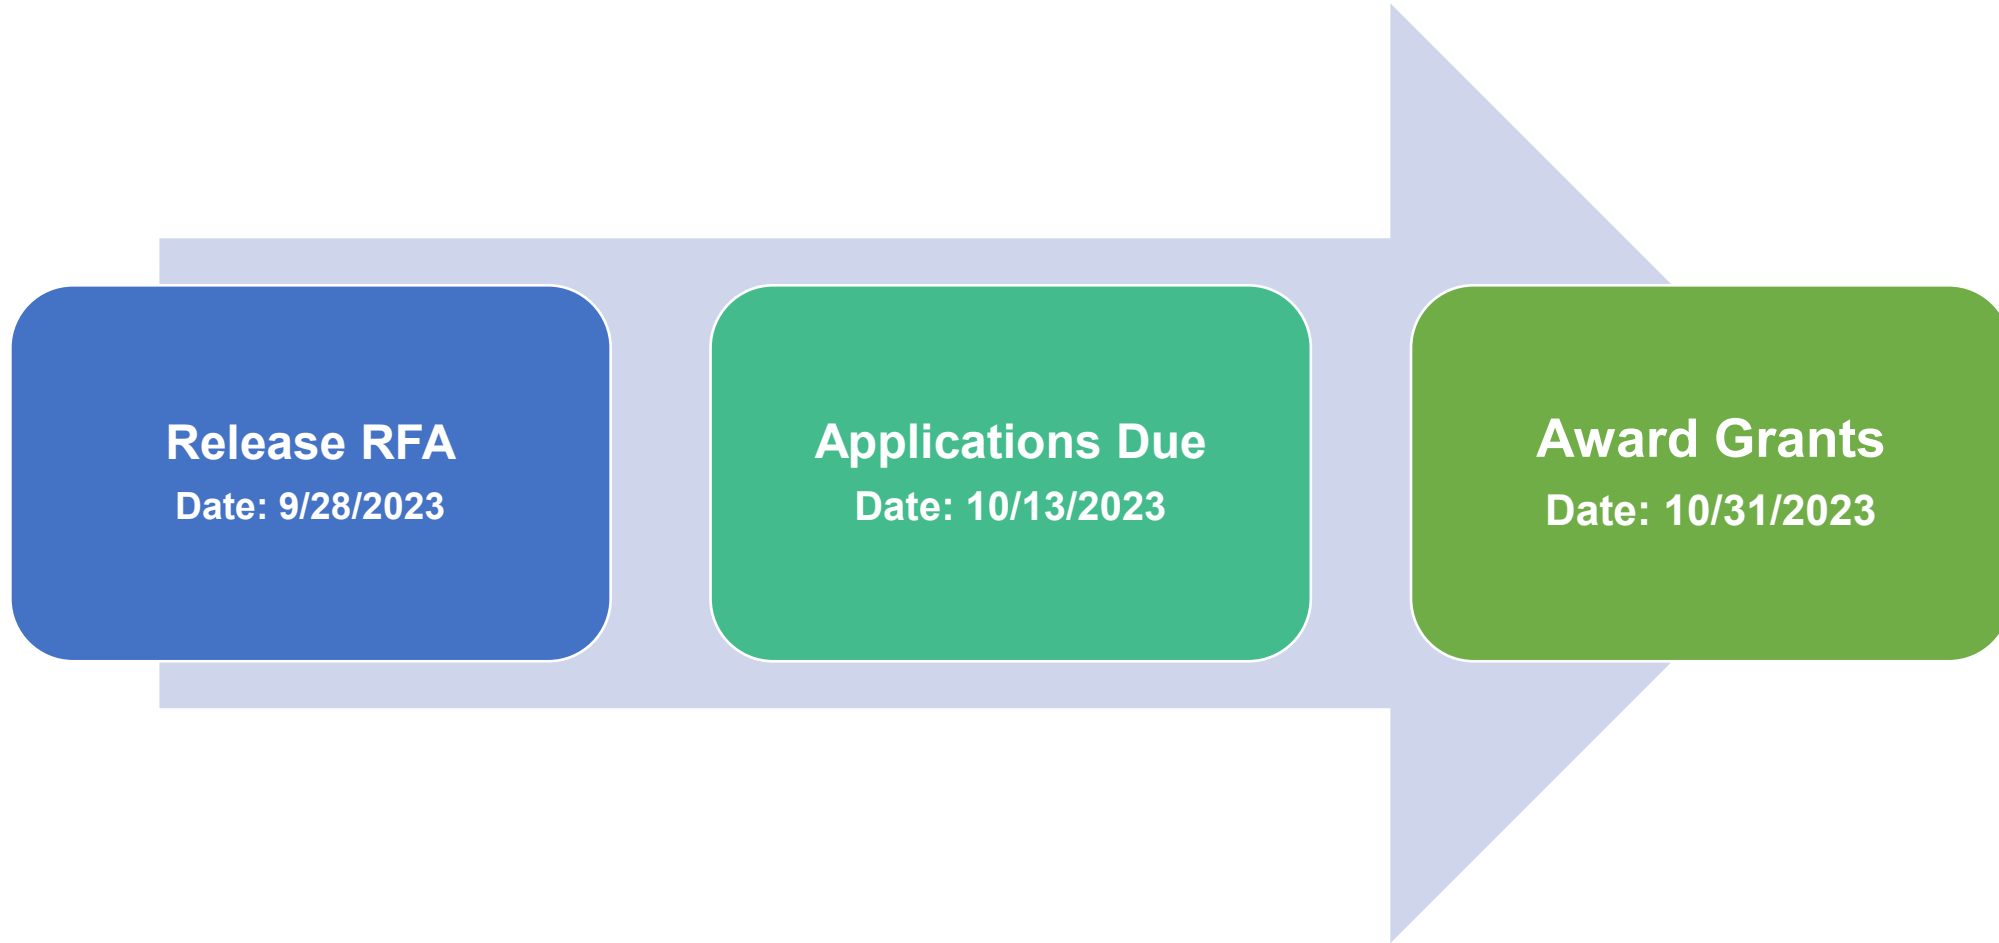 Release RFA
Date: 9/28/2023
Applications Due
Date: 10/13/2023
Award Grants
Date: 10/31/2023